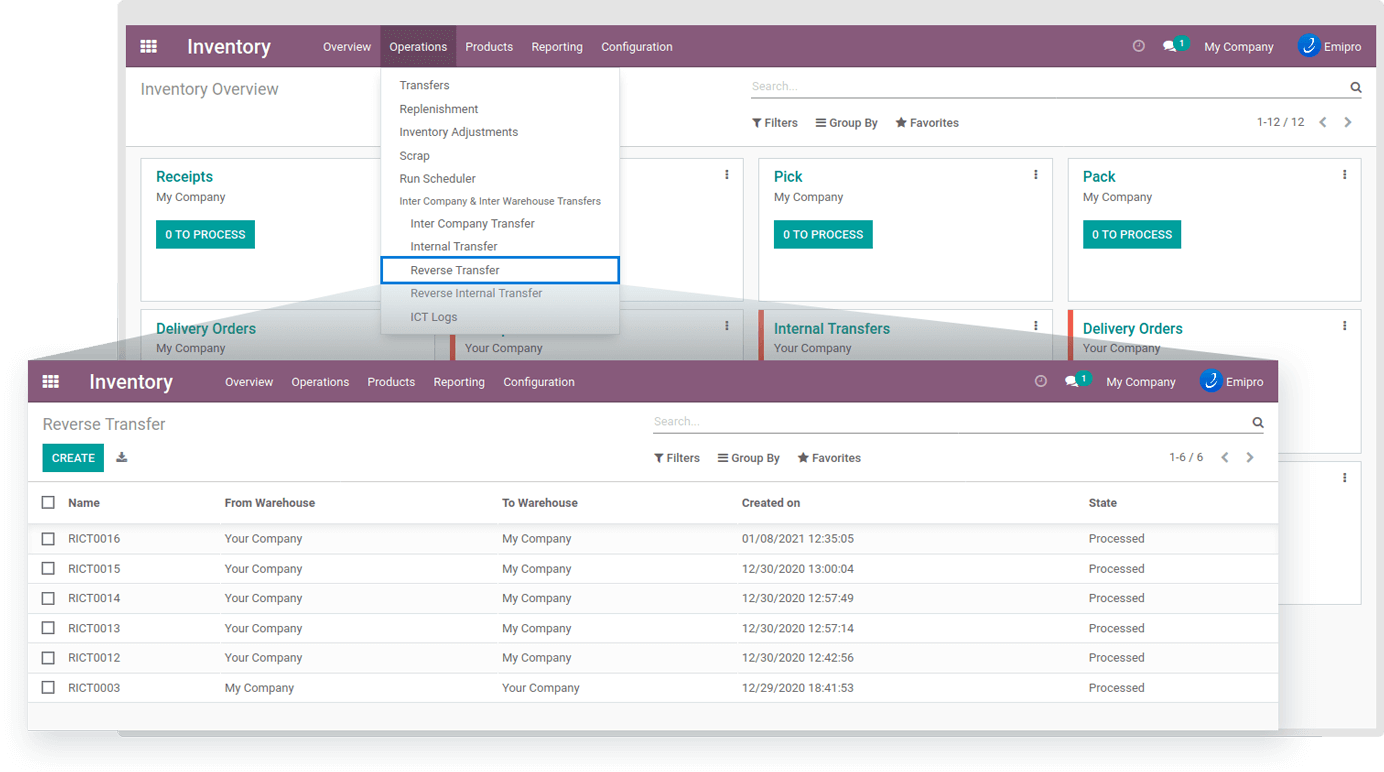 Inventory Overview Operations Products Reporting Configuration 1 My Company Emipro
Inventory Overview
Search...
Filters Group By Favorites 1-12 / 12
Transfers
Replenishment
Inventory Adjustments
Scrap
Run Scheduler
Inter Company & Inter Warehouse Transfers
Inter Company Transfer
Internal Transfer
Reverse Transfer
Reverse Internal Transfer
ICT Logs
Receipts
My Company
0 TO PROCESS
Pick
My Company
0 TO PROCESS
Pack
My Company
0 TO PROCESS
Delivery Orders
My Company
Your Company
Internal Transfers
Your Company
Delivery Orders
Your Company
Inventory Overview Operations Products Reporting Configuration 1 My Company Emipro
Reverse Transfer
Search...
CREATE
Filters Group By Favorites 1-6 / 6
Name From Warehouse To Warehouse Created on State
RICT0016 Your Company My Company 01/08/2021 12:35:05 Processed
RICT0015 Your Company My Company 12/30/2020 13:00:04 Processed
RICT0014 Your Company My Company 12/30/2020 12:57:49 Processed
RICT0013 Your Company My Company 12/30/2020 12:57:14 Processed
RICT0012 Your Company My Company 12/30/2020 12:42:56 Processed
RICT0003 My Company Your Company 12/29/2020 18:41:53 Processed